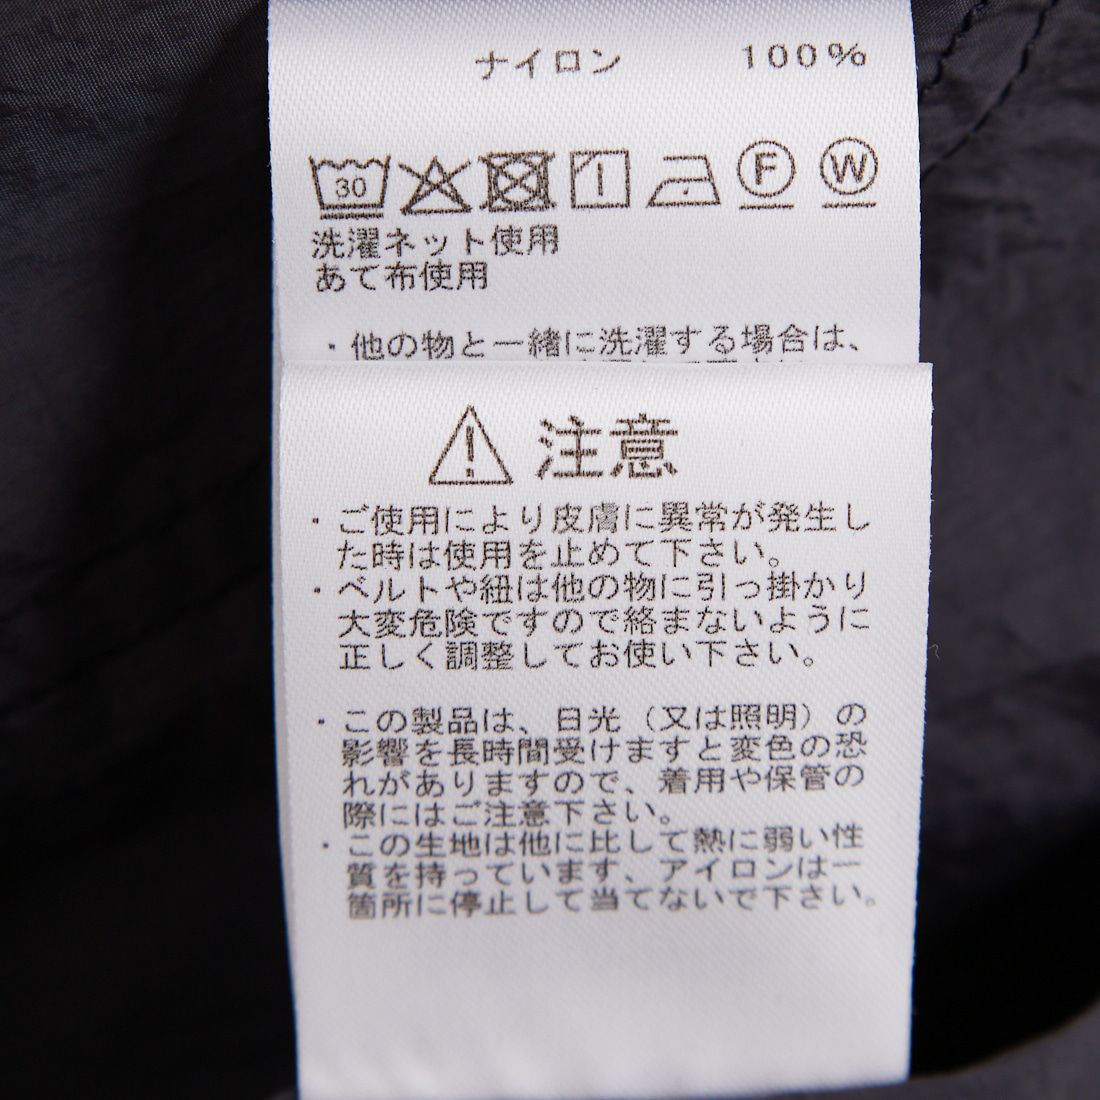 ナイロン 100%
30 F W
洗濯ネット使用
あて布使用
・他の物と一緒に洗濯する場合は、
注意
・ご使用により皮膚に異常が発生し
た時は使用を止めて下さい。
・ベルトや紐は他の物に引っ掛かり
大変危険ですので絡まないように
正しく調整してお使い下さい。
・この製品は、日光（又は照明）の
影響を長時間受けますと変色の恐
れがありますので、着用や保管の
際にはご注意下さい。
・この生地は他に比して熱に弱い性
質を持っています、アイロンは一
箇所に停止して当てないで下さい。